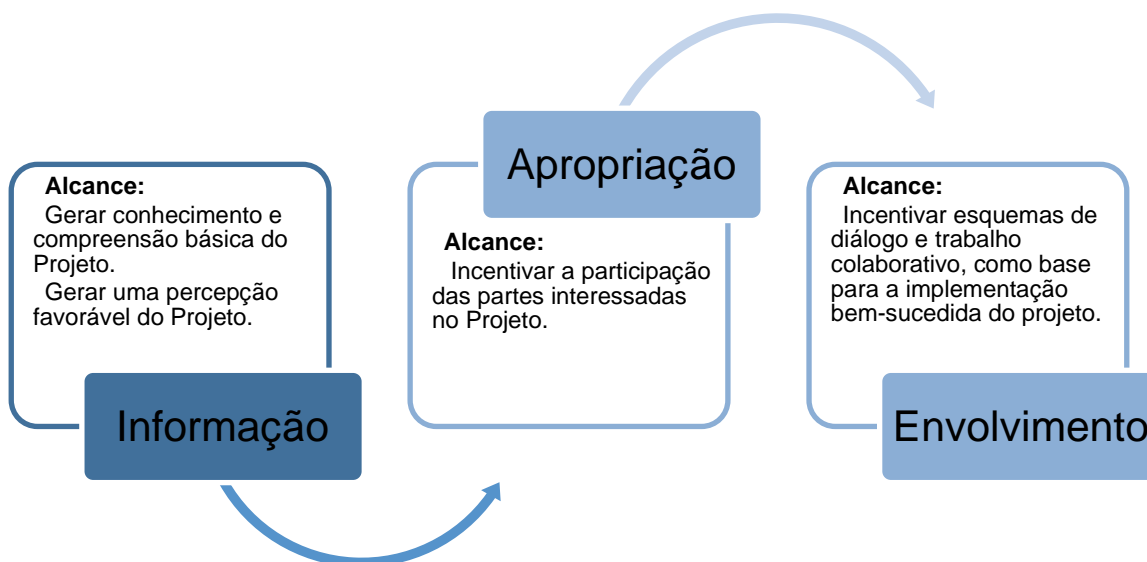 Alcance:
Gerar conhecimento e
compreensão básica do
Projeto.
Gerar uma percepção
favorável do Projeto.
Informação
Apropriação
Alcance:
Incentivar a participação
das partes interessadas
no Projeto.
Alcance:
Incentivar esquemas de
diálogo e trabalho
colaborativo, como base
para a implementação
bem-sucedida do projeto.
Envolvimento